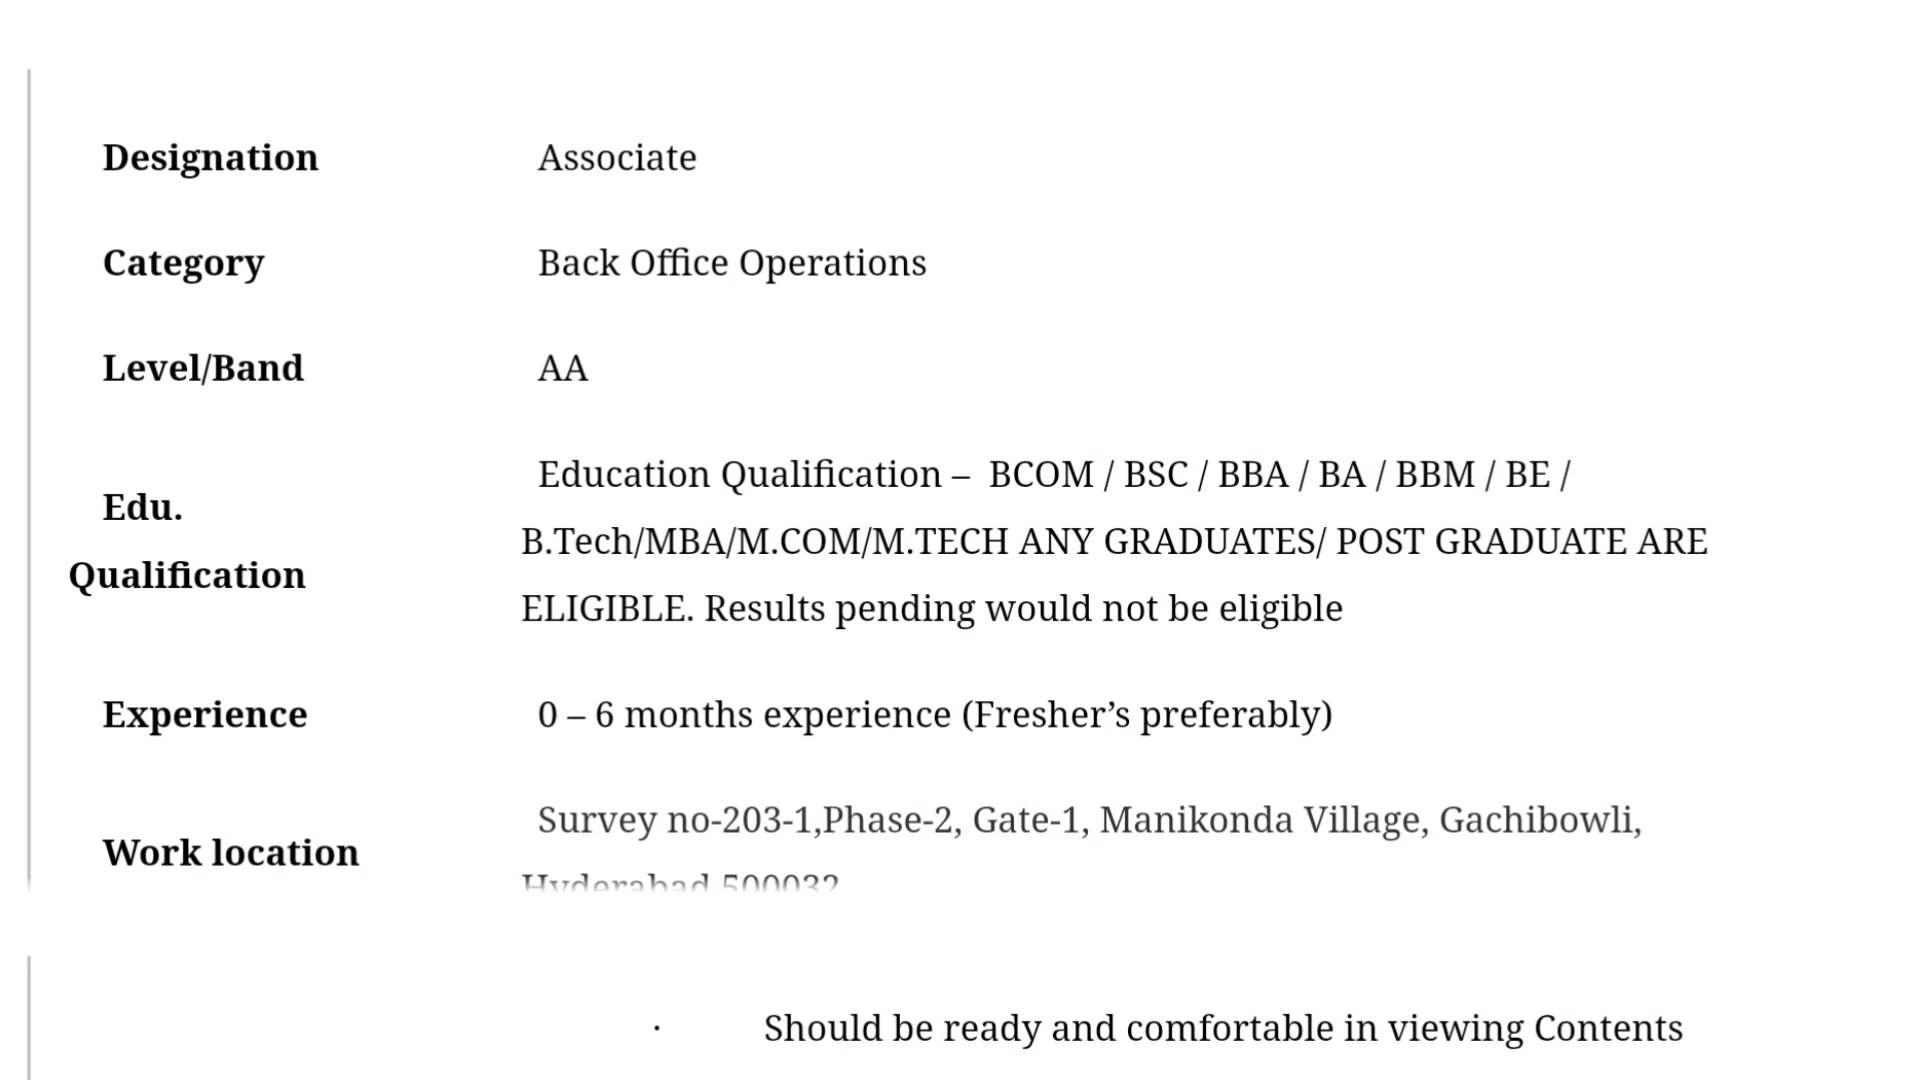 Designation Associate
Category Back Office Operations
Level/Band AA
Education Qualification –  BCOM / BSC / BBA / BA / BBM / BE /
Edu.
B.Tech/MBA/M.COM/M.TECH ANY GRADUATES/ POST GRADUATE ARE
Qualification
ELIGIBLE. Results pending would not be eligible
Experience 0 – 6 months experience (Fresher’s preferably)
Survey no-203-1,Phase-2, Gate-1, Manikonda Village, Gachibowli,
Work location
Hyderabad 500032
· Should be ready and comfortable in viewing Contents